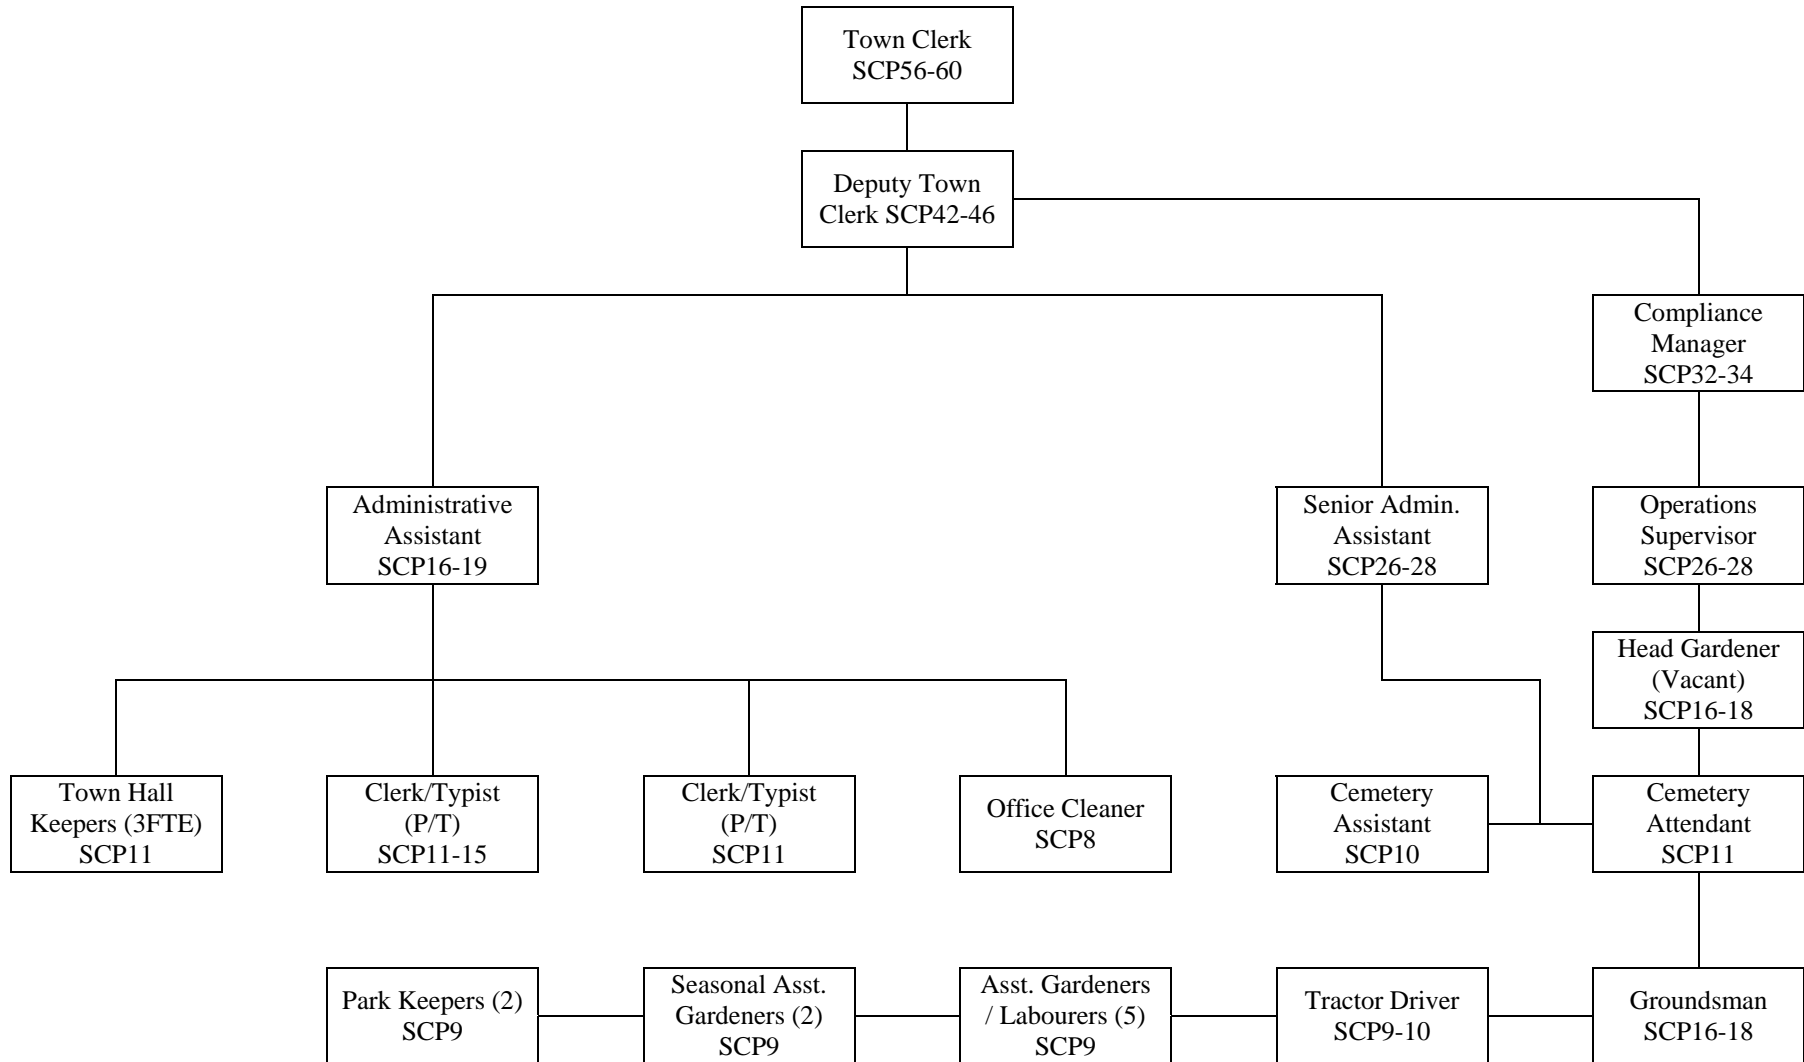 Town Clerk
SCP56-60
Deputy Town
Clerk SCP42-46
Compliance
Manager
SCP32-34
Administrative
Assistant
SCP16-19
Senior Admin.
Assistant
SCP26-28
Operations
Supervisor
SCP26-28
Head Gardener
(Vacant)
SCP16-18
Town Hall
Keepers (3FTE)
SCP11
Clerk/Typist
(P/T)
SCP11-15
Clerk/Typist
(P/T)
SCP11
Office Cleaner
SCP8
Cemetery
Assistant
SCP10
Cemetery
Attendant
SCP11
Park Keepers (2)
SCP9
Seasonal Asst.
Gardeners (2)
SCP9
Asst. Gardeners
/ Labourers (5)
SCP9
Tractor Driver
SCP9-10
Groundsman
SCP16-18